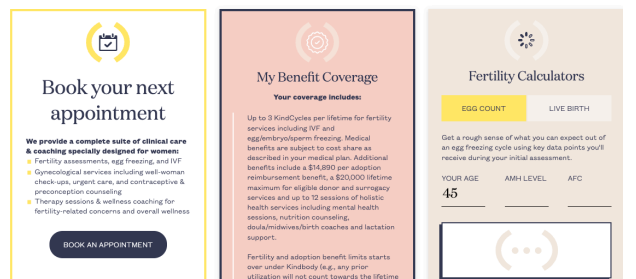 Book your next
appointment
We provide a complete suite of clinical care
& coaching specially designed for women:
Fertility assessments, egg freezing, and IVF
Gynecological services including well-woman
check-ups, urgent care, and contraceptive &
preconception counseling
Therapy sessions & wellness coaching for
fertility-related concerns and overall wellness
BOOK AN APPOINTMENT
My Benefit Coverage
Your coverage includes:
Up to 3 KindCycles per lifetime for fertility
services including IVF and
egg/embryo/sperm freezing. Medical
benefits are subject to cost share as
described in your medical plan. Additional
benefits include a $14,890 per adoption
reimbursement benefit, a $20,000 lifetime
maximum for eligible donor and surrogacy
services and up to 12 sessions of holistic
health services including mental health
sessions, nutrition counseling,
doula/midwives/birth coaches and lactation
support.
Fertility and adoption benefit limits starts
over under Kindbody (e.g., any prior
utilization will not count towards the lifetime
Fertility Calculators
EGG COUNT
LIVE BIRTH
Get a rough sense of what you can expect out of
an egg freezing cycle using key data points you'll
receive during your initial assessment.
YOUR AGE AMH LEVEL AFC
45